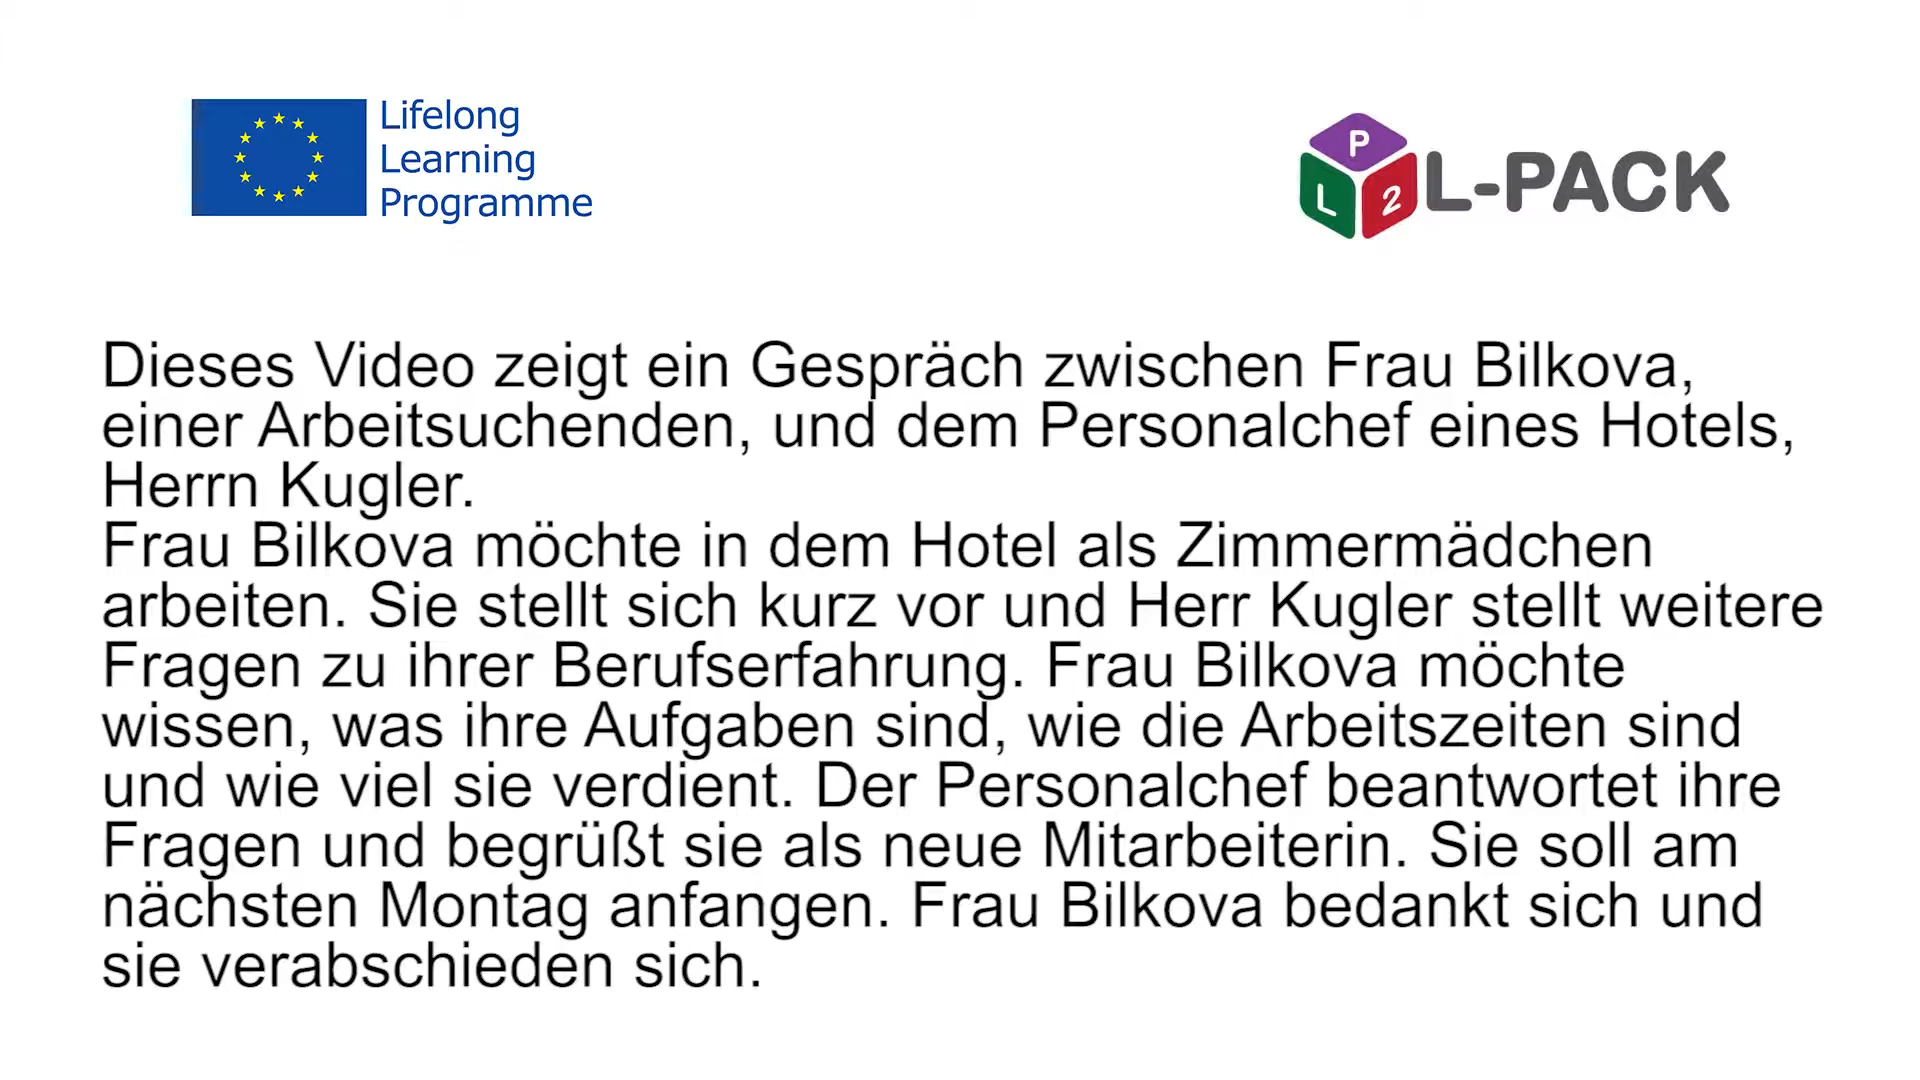 Lifelong
Learning
Programme
P
L
2
L-PACK
Dieses Video zeigt ein Gespräch zwischen Frau Bilkova,
einer Arbeitsuchenden, und dem Personalchef eines Hotels,
Herrn Kugler.
Frau Bilkova möchte in dem Hotel als Zimmermädchen
arbeiten. Sie stellt sich kurz vor und Herr Kugler stellt weitere
Fragen zu ihrer Berufserfahrung. Frau Bilkova möchte
wissen, was ihre Aufgaben sind, wie die Arbeitszeiten sind
und wie viel sie verdient. Der Personalchef beantwortet ihre
Fragen und begrüßt sie als neue Mitarbeiterin. Sie soll am
nächsten Montag anfangen. Frau Bilkova bedankt sich und
sie verabschieden sich.